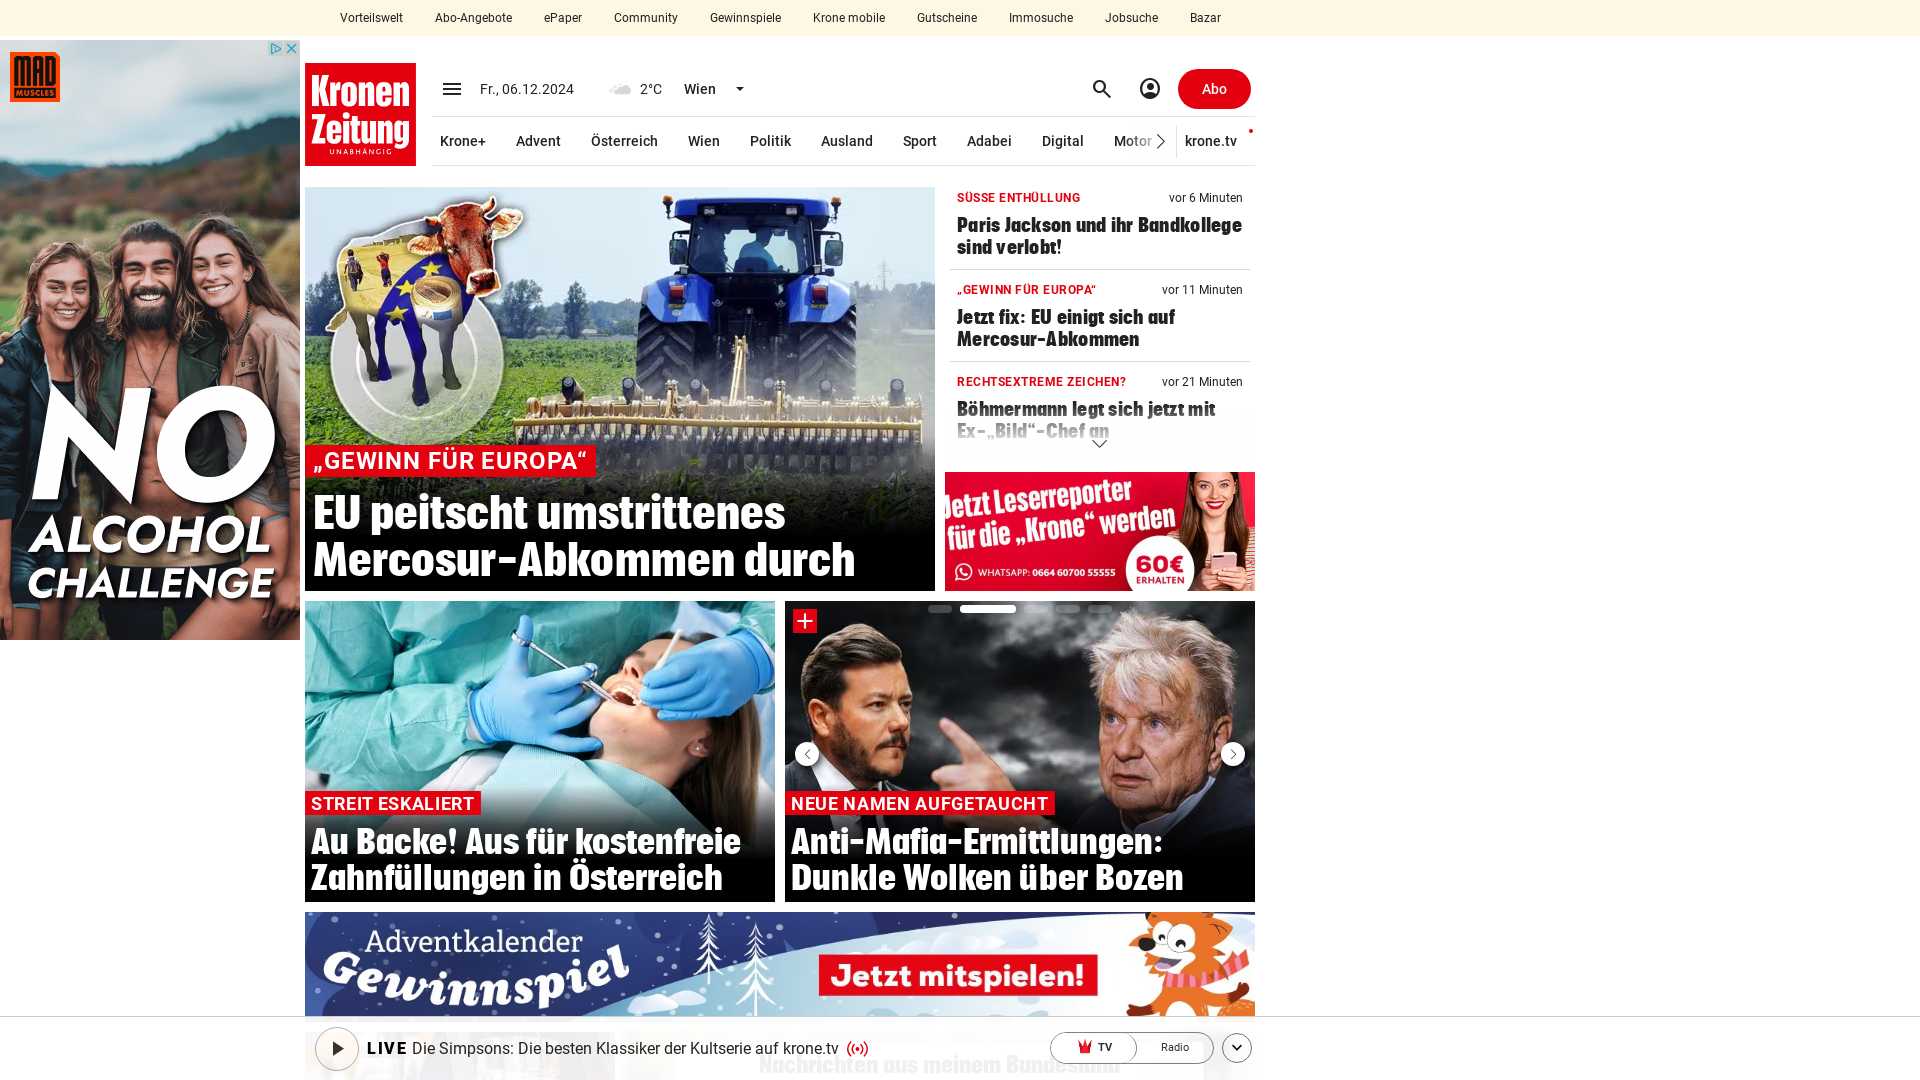 Vorteilswelt Abo-Angebote ePaper Community Gewinnspiele Krone mobile Gutscheine Immosuche Jobsuche Bazar
MAD
MUSCLES
NO
ALCOHOL
CHALLENGE
Kronen
Zeitung
UNABHÄNGIG
Fr., 06.12.2024 2°C Wien Abo
Krone+ Advent Österreich Wien Politik Ausland Sport Adabei Digital Motor krone.tv
„GEWINN FÜR EUROPA“
EU peitscht umstrittenes
Mercosur-Abkommen durch
SÜSSE ENTHÜLLUNG vor 6 Minuten
Paris Jackson und ihr Bandkollege
sind verlobt!
„GEWINN FÜR EUROPA“ vor 11 Minuten
Jetzt fix: EU einigt sich auf
Mercosur-Abkommen
RECHTSEXTREME ZEICHEN? vor 21 Minuten
Böhmermann legt sich jetzt mit
Ex-„Bild“-Chef an
Jetzt Leserreporter
für die „Krone“ werden
WHATSAPP: 0664 60700 55555
60€
ERHALTEN
STREIT ESKALIERT
Au Backe! Aus für kostenfreie
Zahnfüllungen in Österreich
NEUE NAMEN AUFGETAUCHT
Anti-Mafia-Ermittlungen:
Dunkle Wolken über Bozen
Adventkalender
Gewinnspiel
Jetzt mitspielen!
LIVE Die Simpsons: Die besten Klassiker der Kultserie auf krone.tv TV Radio
Nachrichten aus meinem Bundesland